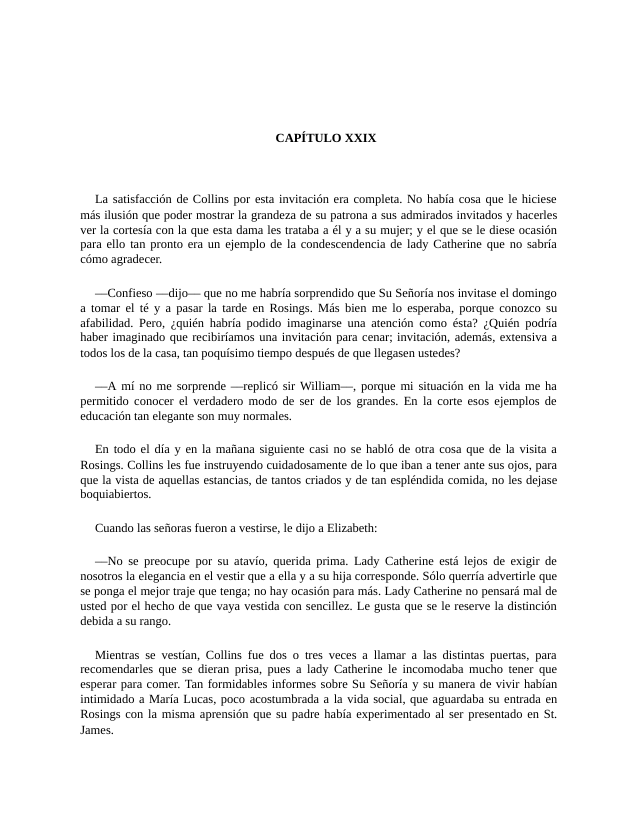 CAPÍTULO XXIX
La satisfacción de Collins por esta invitación era completa. No había cosa que le hiciese
más ilusión que poder mostrar la grandeza de su patrona a sus admirados invitados y hacerles
ver la cortesía con la que esta dama les trataba a él y a su mujer; y el que se le diese ocasión
para ello tan pronto era un ejemplo de la condescendencia de lady Catherine que no sabría
cómo agradecer.
—Confieso —dijo— que no me habría sorprendido que Su Señoría nos invitase el domingo
a tomar el té y a pasar la tarde en Rosings. Más bien me lo esperaba, porque conozco su
afabilidad. Pero, ¿quién habría podido imaginarse una atención como ésta? ¿Quién podría
haber imaginado que recibiríamos una invitación para cenar; invitación, además, extensiva a
todos los de la casa, tan poquísimo tiempo después de que llegasen ustedes?
—A mí no me sorprende —replicó sir William—, porque mi situación en la vida me ha
permitido conocer el verdadero modo de ser de los grandes. En la corte esos ejemplos de
educación tan elegante son muy normales.
En todo el día y en la mañana siguiente casi no se habló de otra cosa que de la visita a
Rosings. Collins les fue instruyendo cuidadosamente de lo que iban a tener ante sus ojos, para
que la vista de aquellas estancias, de tantos criados y de tan espléndida comida, no les dejase
boquiabiertos.
Cuando las señoras fueron a vestirse, le dijo a Elizabeth:
—No se preocupe por su atavío, querida prima. Lady Catherine está lejos de exigir de
nosotros la elegancia en el vestir que a ella y a su hija corresponde. Sólo querría advertirle que
se ponga el mejor traje que tenga; no hay ocasión para más. Lady Catherine no pensará mal de
usted por el hecho de que vaya vestida con sencillez. Le gusta que se le reserve la distinción
debida a su rango.
Mientras se vestían, Collins fue dos o tres veces a llamar a las distintas puertas, para
recomendarles que se dieran prisa, pues a lady Catherine le incomodaba mucho tener que
esperar para comer. Tan formidables informes sobre Su Señoría y su manera de vivir habían
intimidado a María Lucas, poco acostumbrada a la vida social, que aguardaba su entrada en
Rosings con la misma aprensión que su padre había experimentado al ser presentado en St.
James.